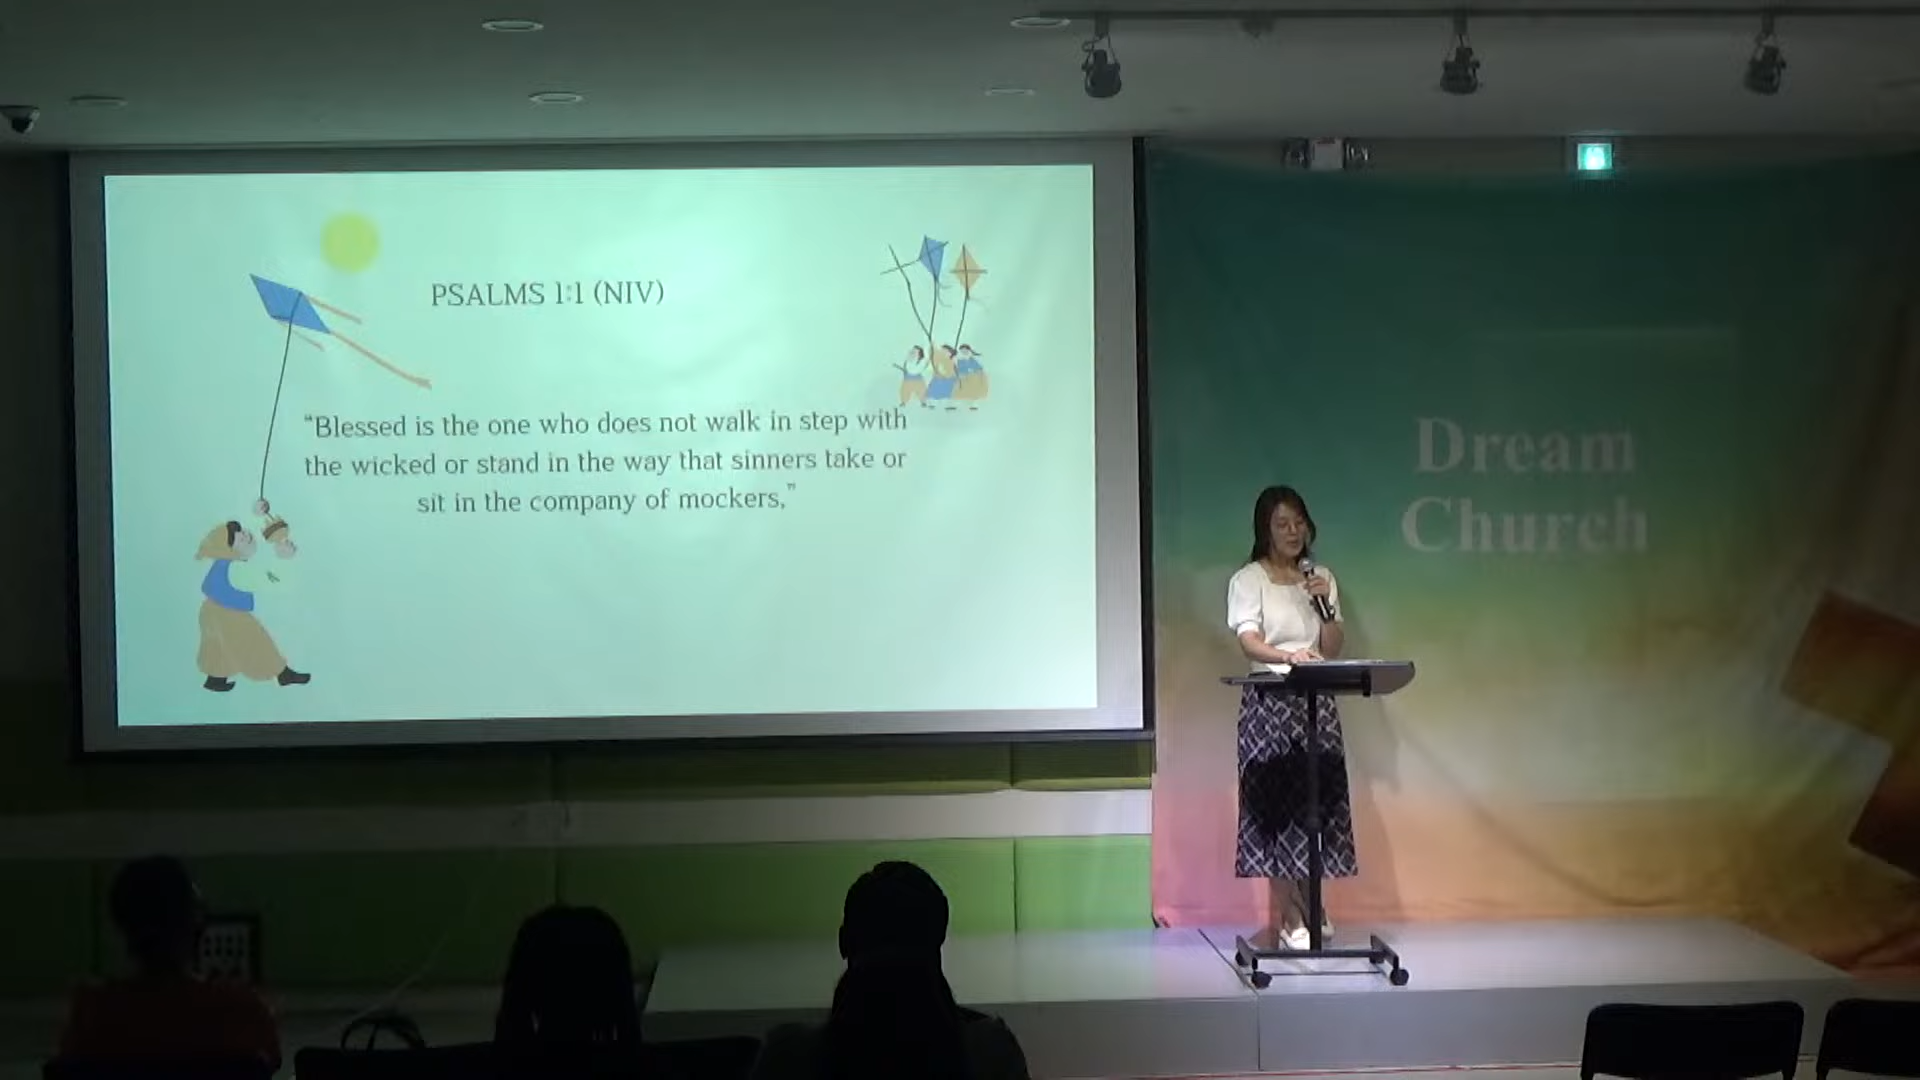 PSALMS 1:1 (NIV)
“Blessed is the one who does not walk in step with
the wicked or stand in the way that sinners take or
sit in the company of mockers,”
Dream
Church